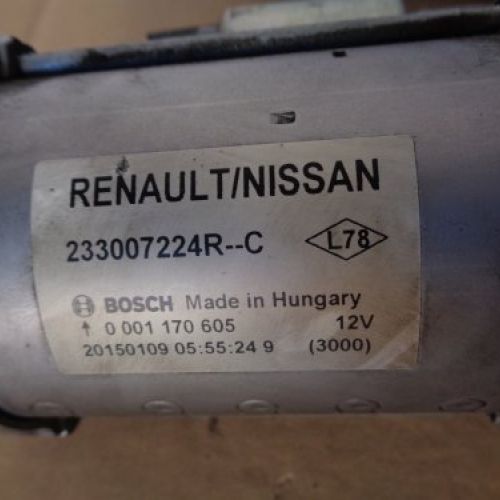 RENAULT/NISSAN
233007224R--C L78
BOSCH Made in Hungary
0 001 170 605 12V
20150109 05:55:24 9 (3000)